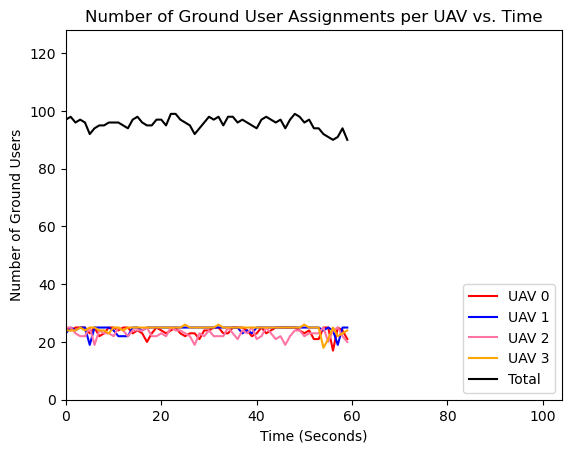 Number of Ground User Assignments per UAV vs. Time
Number of Ground Users
120
100
80
60
40
20
0
UAV 0
UAV 1
UAV 2
UAV 3
Total
0 20 40 60 80 100
Time (Seconds)